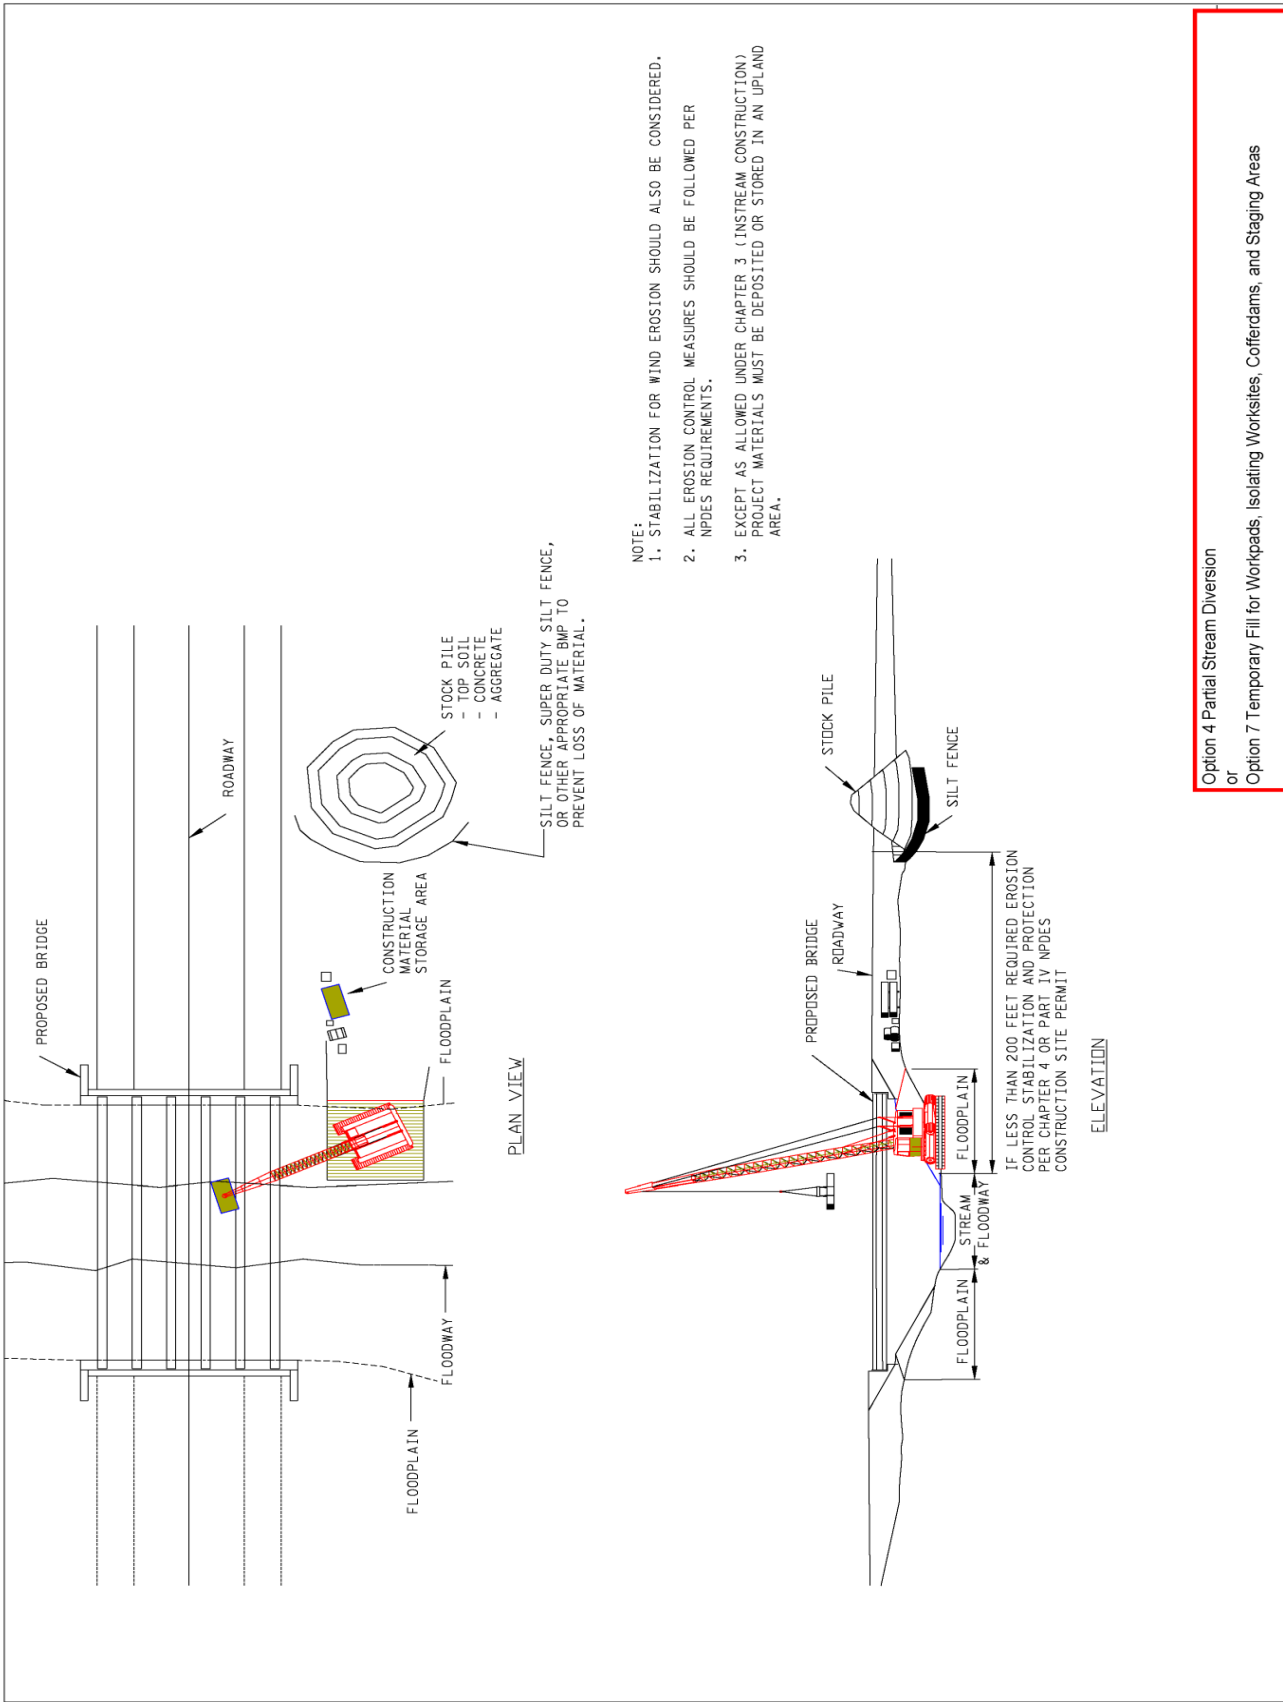 PROPOSED BRIDGE
ROADWAY
STOCK PILE
- TOP SOIL
- CONCRETE
- AGGREGATE
SILT FENCE, SUPER DUTY SILT FENCE,
OR OTHER APPROPRIATE BMP TO
PREVENT LOSS OF MATERIAL.
CONSTRUCTION
MATERIAL
STORAGE AREA
FLOODPLAIN
FLOODWAY
FLOODPLAIN
PLAN VIEW
NOTE:
1. STABILIZATION FOR WIND EROSION SHOULD ALSO BE CONSIDERED.
2. ALL EROSION CONTROL MEASURES SHOULD BE FOLLOWED PER
NPDES REQUIREMENTS.
3. EXCEPT AS ALLOWED UNDER CHAPTER 3 (INSTREAM CONSTRUCTION)
PROJECT MATERIALS MUST BE DEPOSITED OR STORED IN AN UPLAND
AREA.
STOCK PILE
PROPOSED BRIDGE
ROADWAY
SILT FENCE
FLOODPLAIN
STREAM
& FLOODWAY
FLOODPLAIN
IF LESS THAN 200 FEET REQUIRED EROSION
CONTROL STABILIZATION AND PROTECTION
PER CHAPTER 4 OR PART IV NPDES
CONSTRUCTION SITE PERMIT
ELEVATION
Option 4 Partial Stream Diversion
or
Option 7 Temporary Fill for Workpads, Isolating Worksites, Cofferdams, and Staging Areas